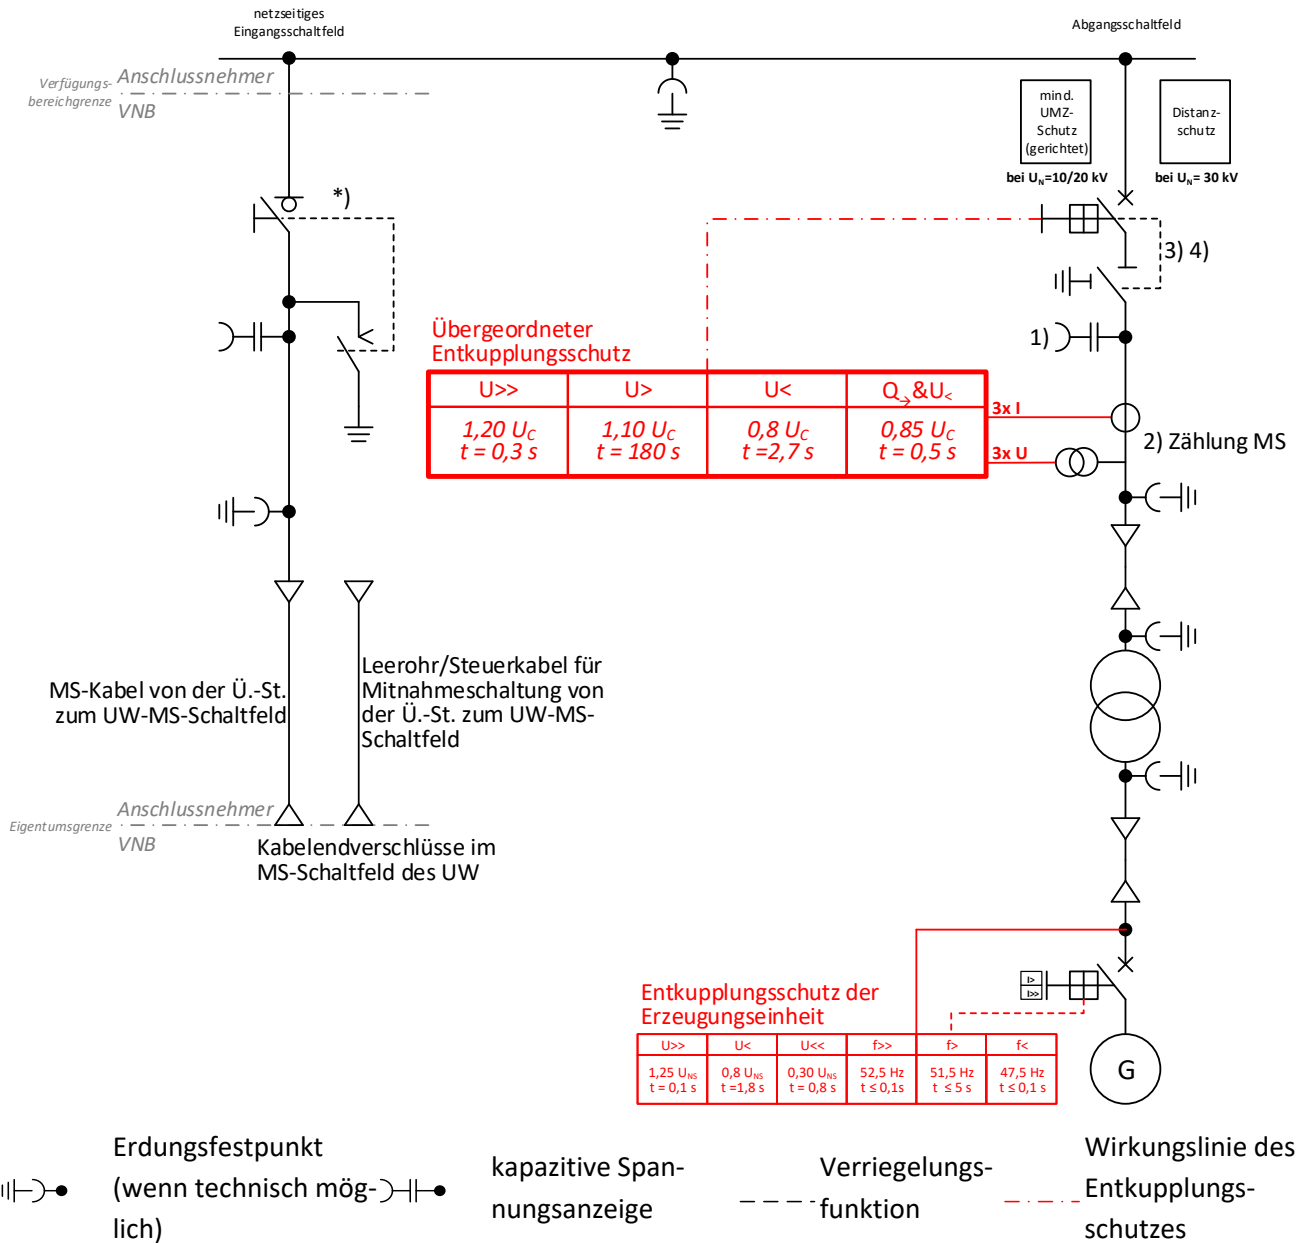 netzseitiges
Eingangsschaltfeld
Abgangsschaltfeld
Verfügungs-
bereichgrenze
Anschlussnehmer
VNB
mind.
UMZ-
Schutz
(gerichtet)
Distanz-
schutz
bei UN=10/20 kV
bei UN= 30 kV
*)
3) 4)
1)
Übergeordneter
Entkupplungsschutz
U>> U> U< Q→&U<
1,20 UC 1,10 UC 0,8 UC 0,85 UC
t = 0,3 s t = 180 s t =2,7 s t = 0,5 s
3x I
3x U
2) Zählung MS
MS-Kabel von der Ü.-St.
zum UW-MS-Schaltfeld
Leerohr/Steuerkabel für
Mitnahmeschaltung von
der Ü.-St. zum UW-MS-
Schaltfeld
Eigentumsgrenze
Anschlussnehmer
VNB
Kabelendverschlüsse im
MS-Schaltfeld des UW
I>
I>>
Entkupplungsschutz der
Erzeugungseinheit
U>> U< U<< f>> f> f<
1,25 UNS 0,8 UNS 0,30 UNS 52,5 Hz 51,5 Hz 47,5 Hz
t = 0,1 s t =1,8 s t = 0,8 s t ≤ 0,1s t ≤ 5 s t ≤ 0,1 s
G
Erdungsfestpunkt
(wenn technisch mög-
lich)
kapazitive Span-
nungsanzeige
Verriegelungs-
funktion
Wirkungslinie des
Entkupplungs-
schutzes